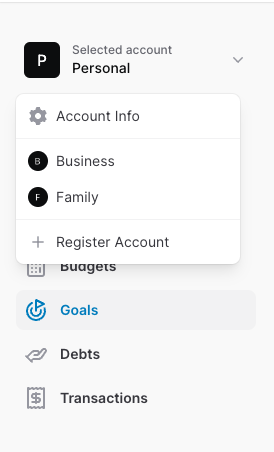 P
Selected account
Personal
Account Info
B Business
F Family
Register Account
Budgets
Goals
Debts
Transactions